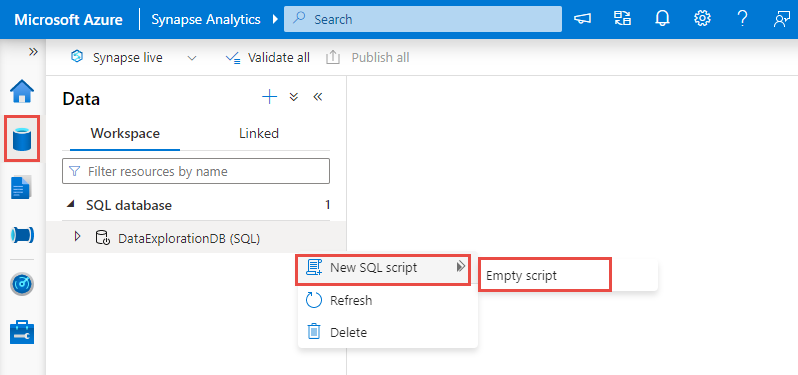 Microsoft Azure Synapse Analytics Search
Synapse live Validate all Publish all
Data
Workspace Linked
Filter resources by name
SQL database 1
DataExplorationDB (SQL)
New SQL script Empty script
Refresh
Delete